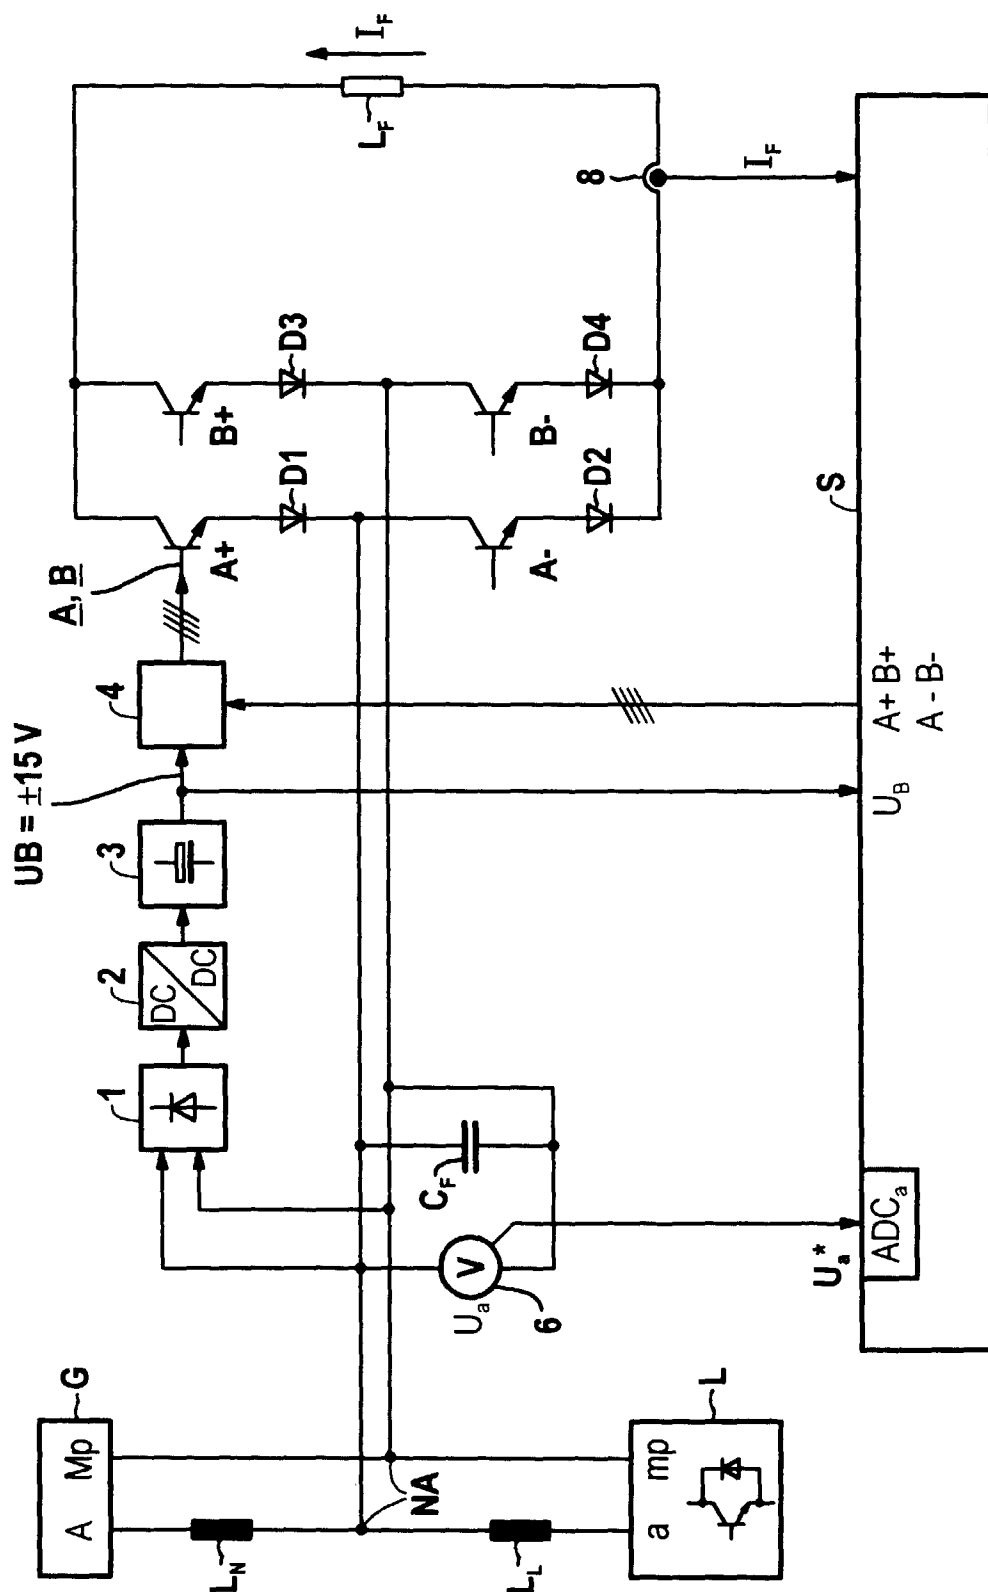 UB = ±15 V
A, B
1
2
3
4
DC
DC
A+
B+
D1
D3
A-
B-
D2
D4
L_F
I_F
8
I_F
G
A
Mp
L_N
NA
L_L
a
mp
L
V
U_a
6
C_F
U_a*
ADC_a
U_B
A+ B+
A - B-
S